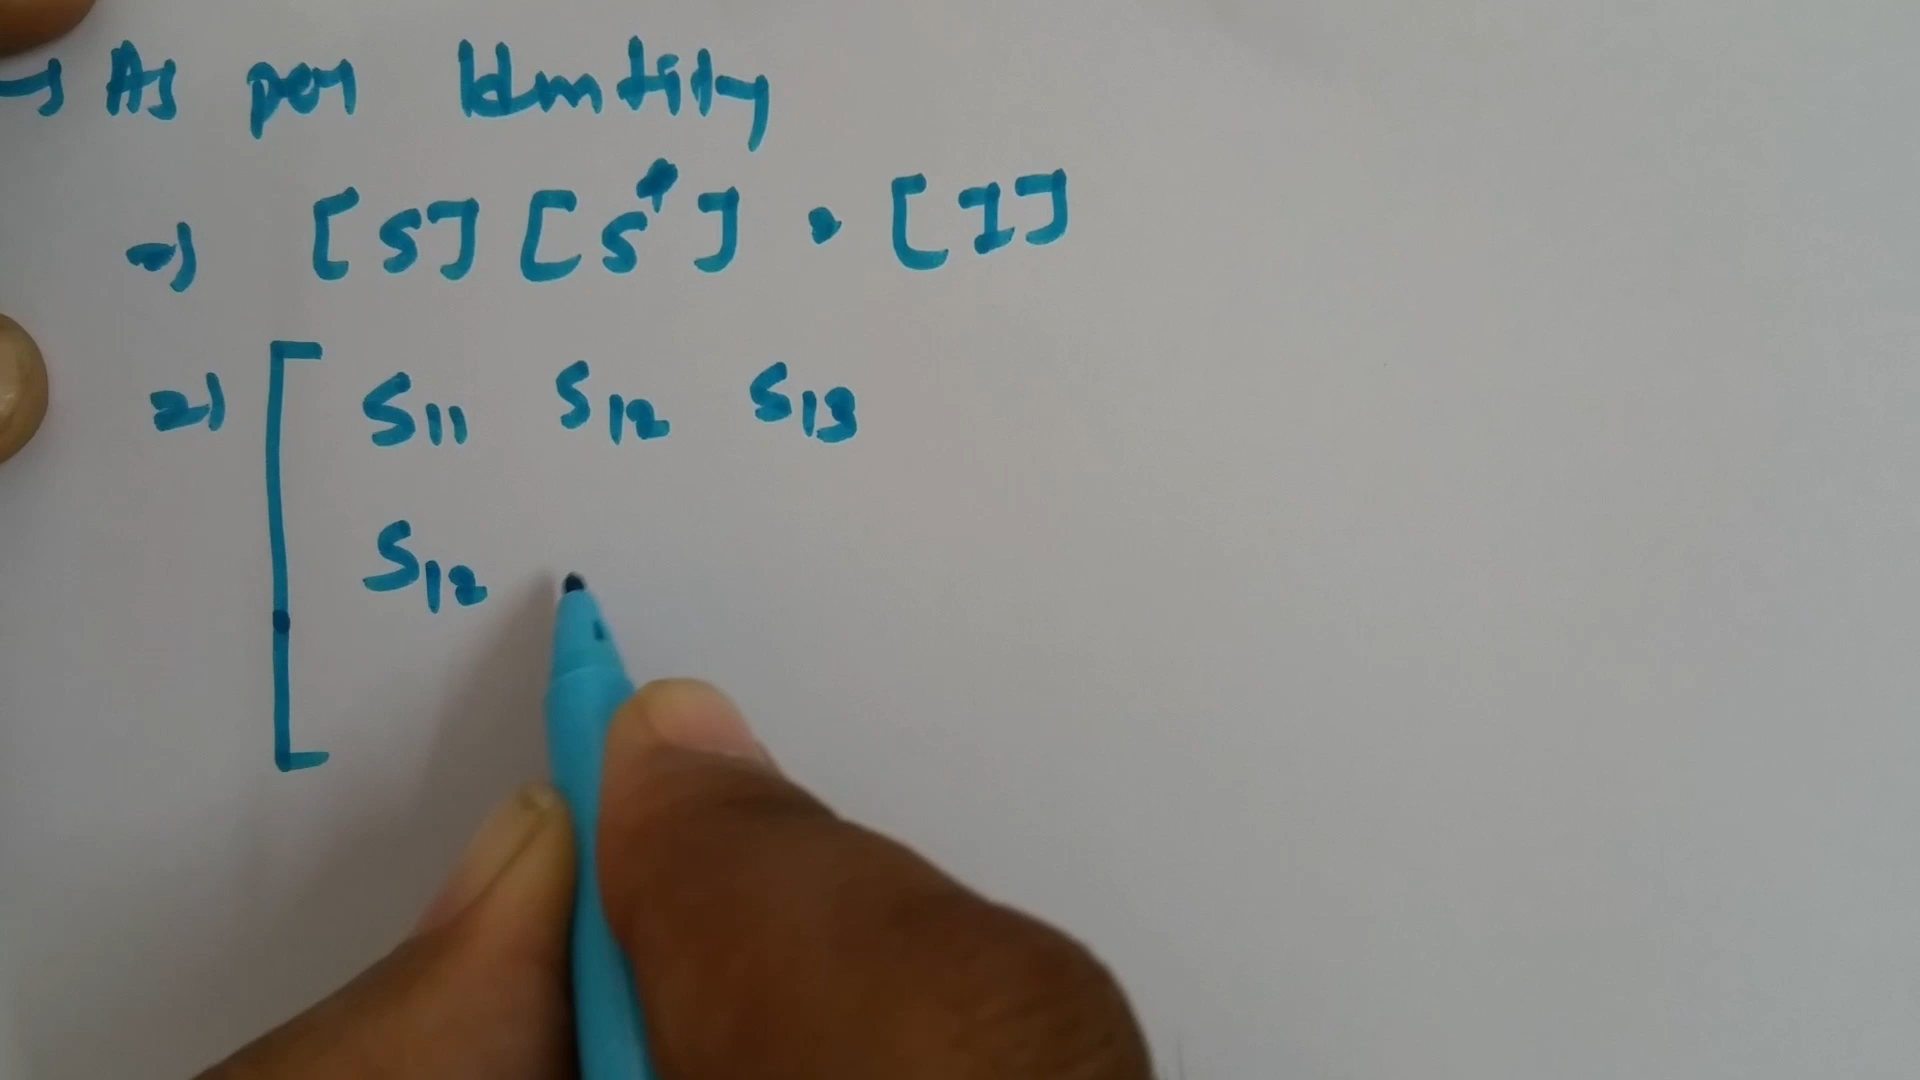 → As per Identity
⇒ [S] [S*] = [I]
⇒ [ S11 S12 S13
S12